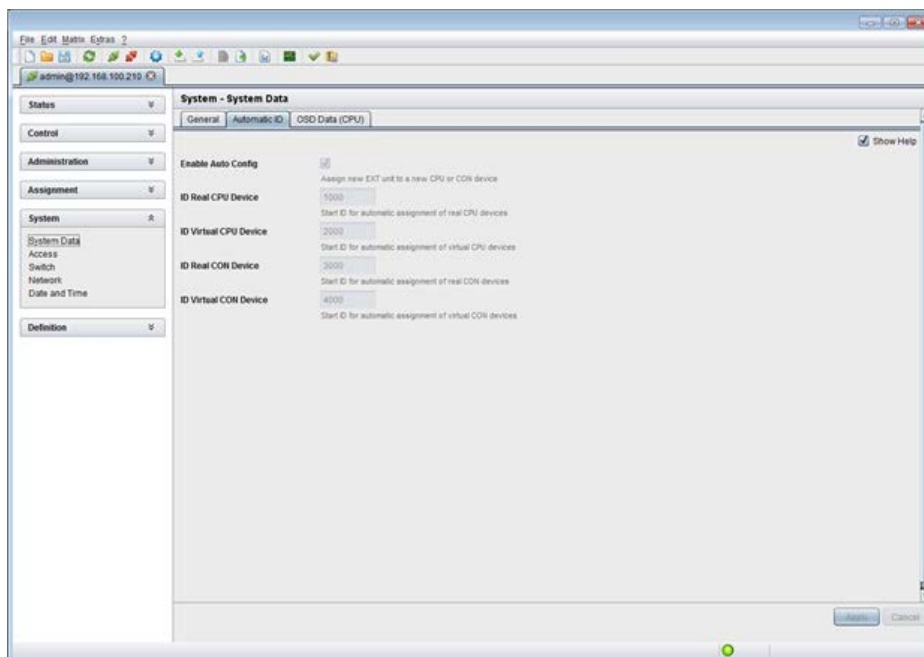 File Edit Matrix Extras ?
admin@192.168.100.210
Status
Control
Administration
Assignment
System
System Data
Access
Switch
Network
Date and Time
Definition
System - System Data
General Automatic ID OSD Data (CPU)
Show Help
Enable Auto Config
Assign new EXT unit to a new CPU or CON device
ID Real CPU Device 1000
Start ID for automatic assignment of real CPU devices
ID Virtual CPU Device 2000
Start ID for automatic assignment of virtual CPU devices
ID Real CON Device 3000
Start ID for automatic assignment of real CON devices
ID Virtual CON Device 4000
Start ID for automatic assignment of virtual CON devices
Apply Cancel